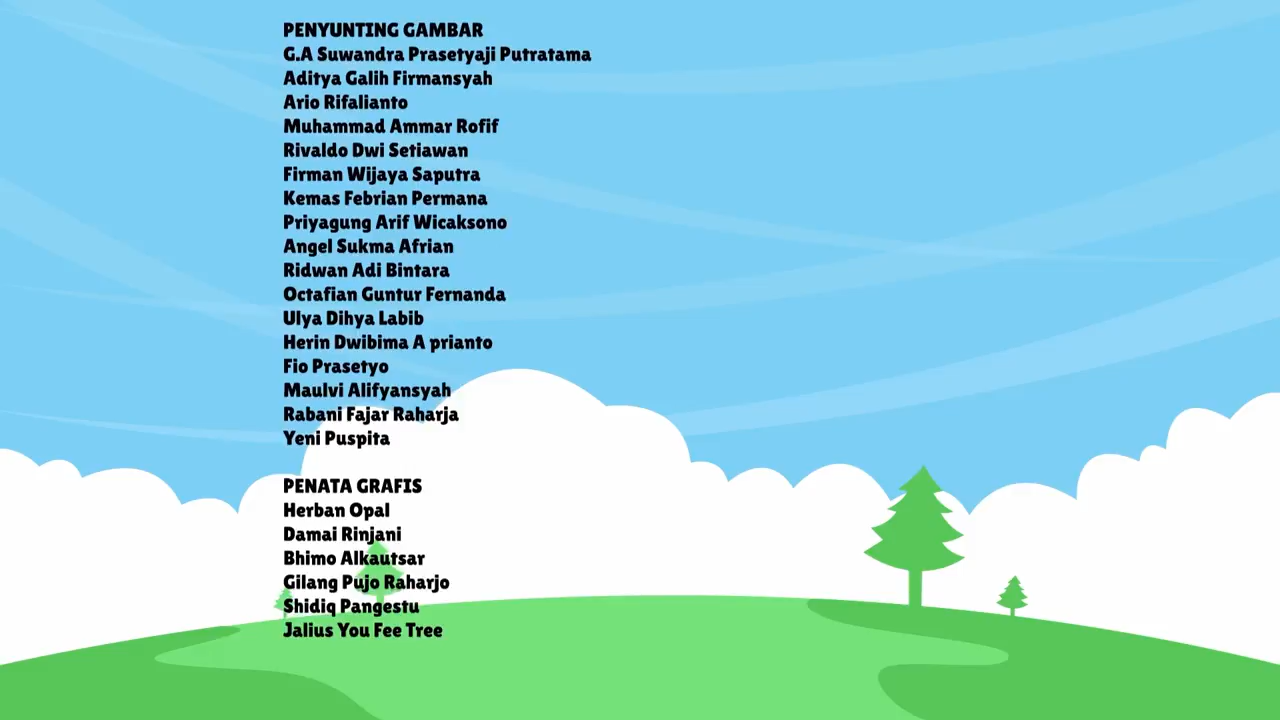 PENYUNTING GAMBAR
G.A Suwandra Prasetyaji Putratama
Aditya Galih Firmansyah
Ario Rifalianto
Muhammad Ammar Rofif
Rivaldo Dwi Setiawan
Firman Wijaya Saputra
Kemas Febrian Permana
Priyagung Arif Wicaksono
Angel Sukma Afrian
Ridwan Adi Bintara
Octafian Guntur Fernanda
Ulya Dihya Labib
Herin Dwibima A prianto
Fio Prasetyo
Maulvi Alifyansyah
Rabani Fajar Raharja
Yeni Puspita
PENATA GRAFIS
Herban Opal
Damai Rinjani
Bhimo Alkautsar
Gilang Pujo Raharjo
Shidiq Pangestu
Jalius You Fee Tree